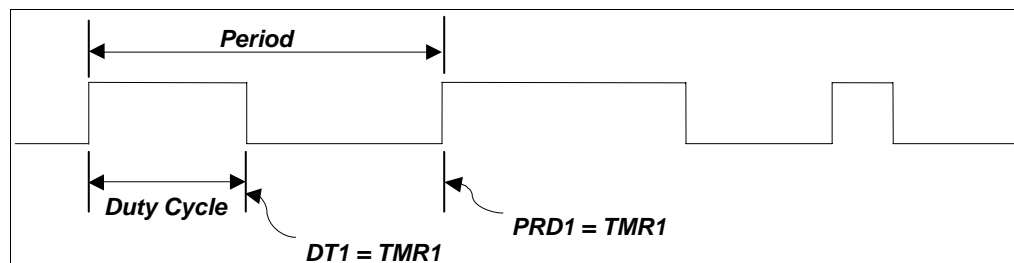 Period
Duty Cycle
PRD1 = TMR1
DT1 = TMR1